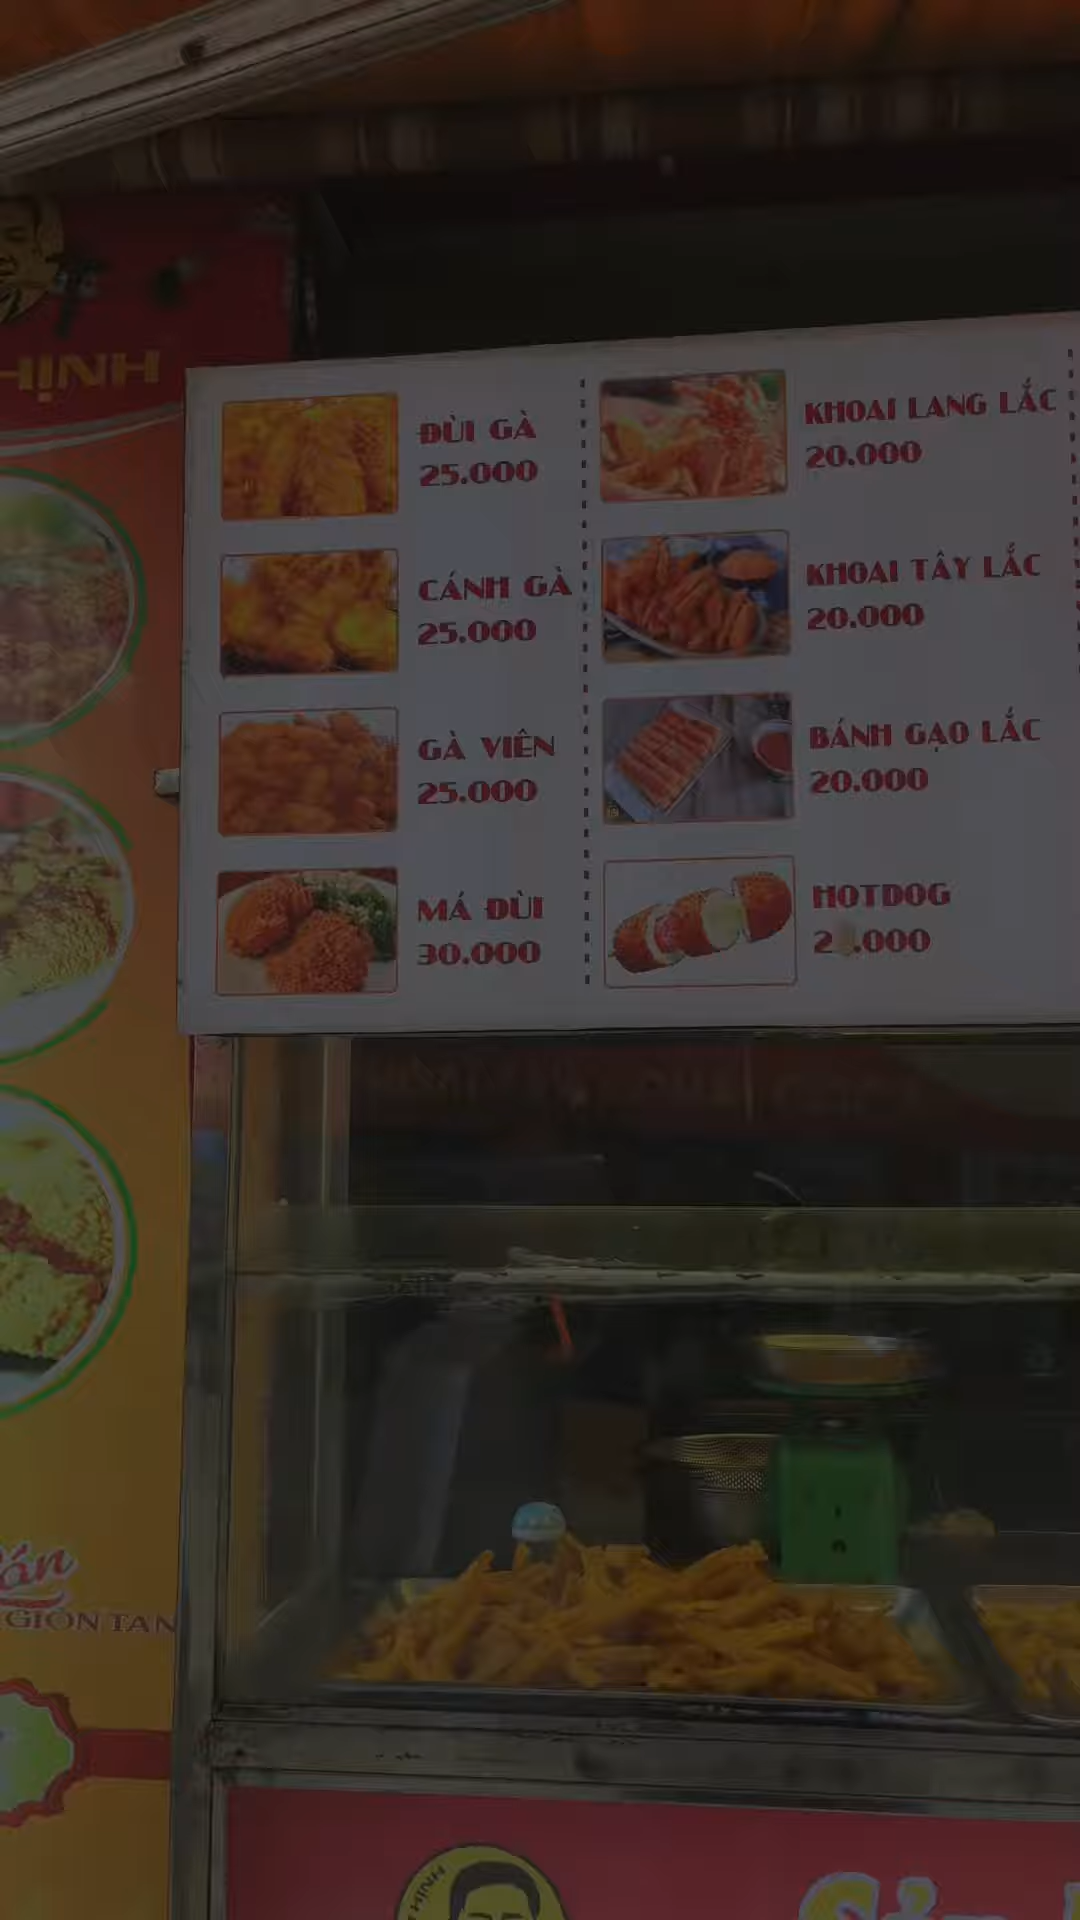 HỊNH
ĐÙI GÀ
25.000
CÁNH GÀ
25.000
GÀ VIÊN
25.000
MÁ ĐÙI
30.000
KHOAI LANG LẮC
20.000
KHOAI TÂY LẮC
20.000
BÁNH GẠO LẮC
20.000
HOTDOG
GIÒN TAN
HỊNH